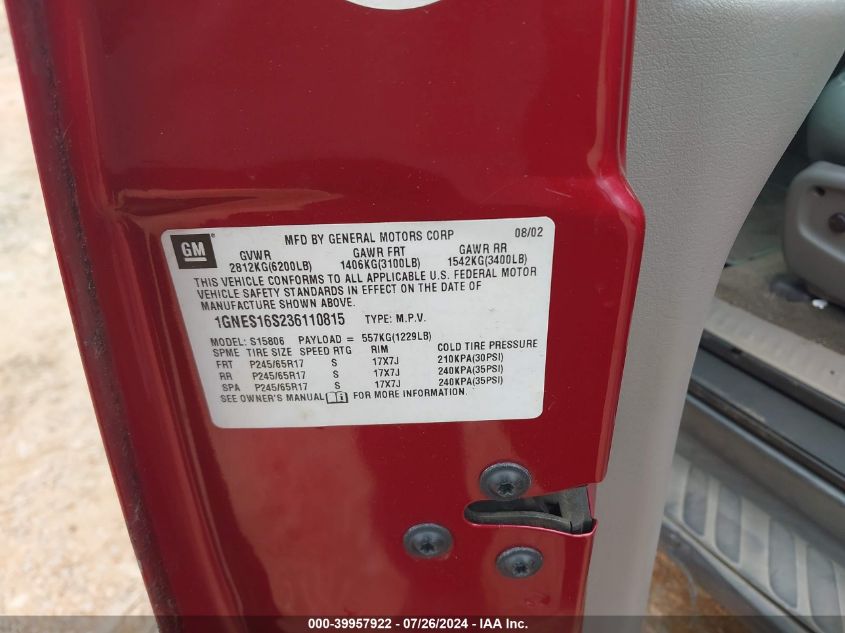 GM
MFD BY GENERAL MOTORS CORP 08/02
GVWR GAWR FRT GAWR RR
2812KG(6200LB) 1406KG(3100LB) 1542KG(3400LB)
THIS VEHICLE CONFORMS TO ALL APPLICABLE U.S. FEDERAL MOTOR
VEHICLE SAFETY STANDARDS IN EFFECT ON THE DATE OF
MANUFACTURE SHOWN ABOVE.
1GNES16S236110815 TYPE: M.P.V.
MODEL: S15806 PAYLOAD = 557KG(1229LB)
SPME TIRE SIZE SPEED RTG RIM COLD TIRE PRESSURE
FRT P245/65R17 S 17X7J 210KPA(30PSI)
RR P245/65R17 S 17X7J 240KPA(35PSI)
SPA P245/65R17 S 17X7J 240KPA(35PSI)
SEE OWNER'S MANUAL FOR MORE INFORMATION.
000-39957922 - 07/26/2024 - IAA Inc.